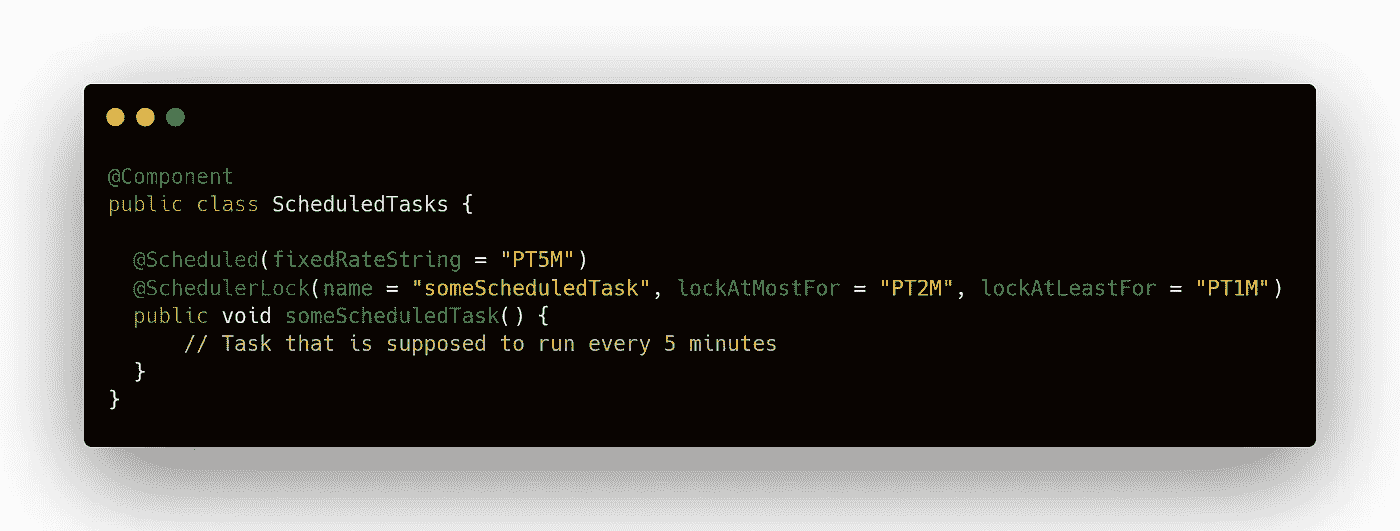 @Component
public class ScheduledTasks {
@Scheduled(fixedRateString = "PT5M")
@SchedulerLock(name = "someScheduledTask", lockAtMostFor = "PT2M", lockAtLeastFor = "PT1M")
public void someScheduledTask() {
// Task that is supposed to run every 5 minutes
}
}